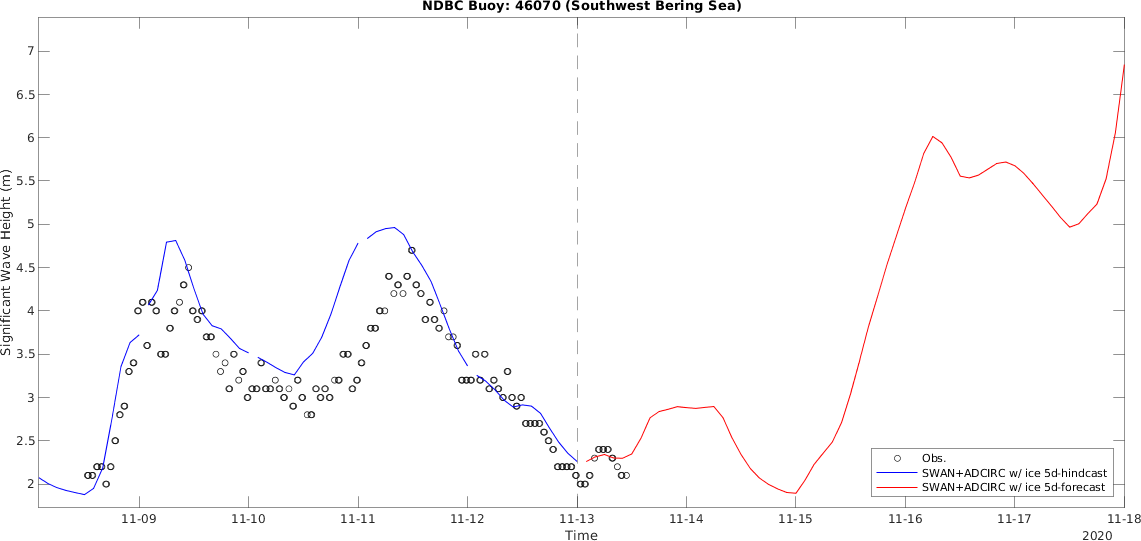 NDBC Buoy: 46070 (Southwest Bering Sea)
Significant Wave Height (m)
7
6.5
6
5.5
5
4.5
4
3.5
3
2.5
2
Obs.
SWAN+ADCIRC w/ ice 5d-hindcast
SWAN+ADCIRC w/ ice 5d-forecast
11-09 11-10 11-11 11-12 11-13 11-14 11-15 11-16 11-17 11-18
Time
2020